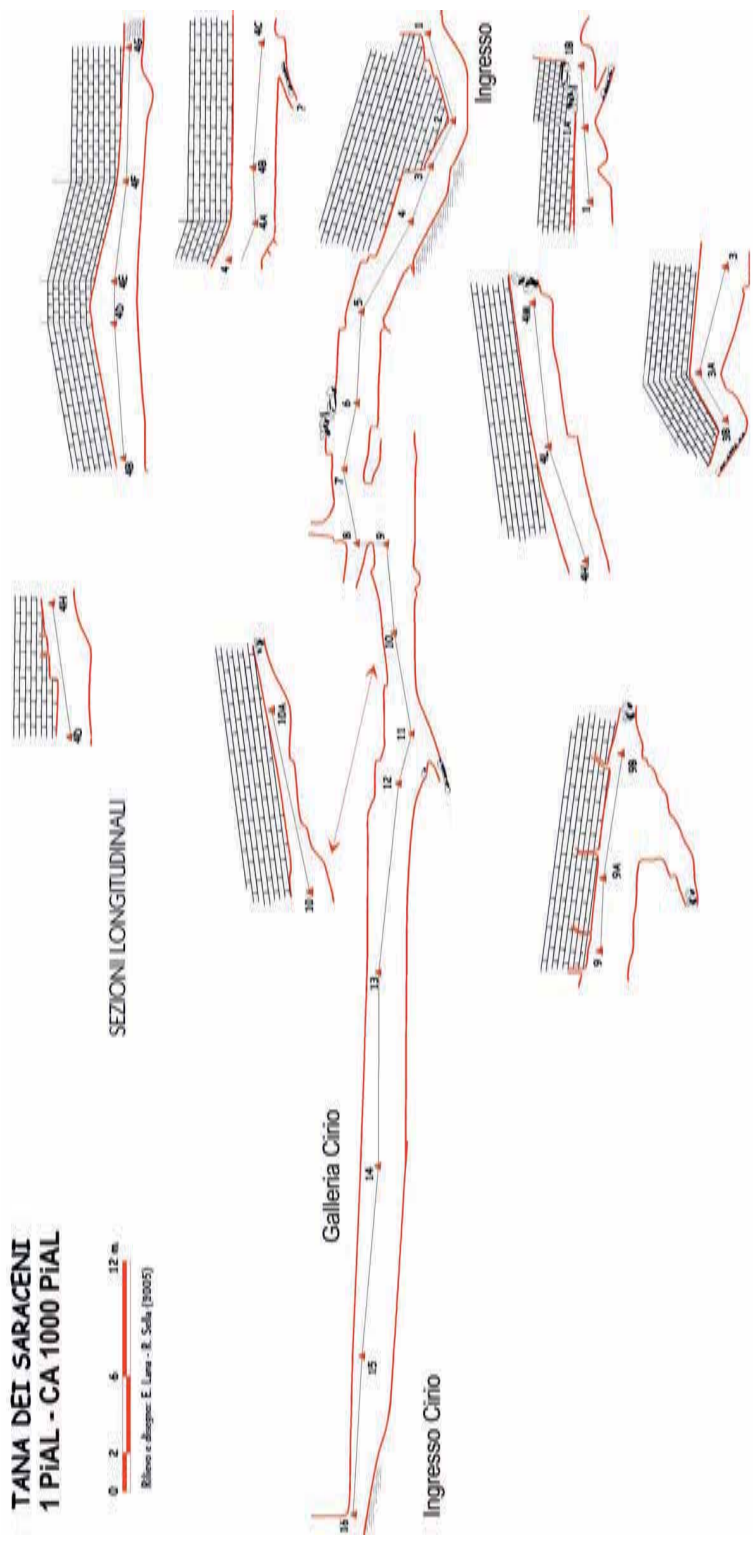 TANA DEI SARACENI
1 PiAL - CA 1000 PiAL
0 2 6 12 m
Rilievo e disegno: E. Lana - R. Sella (2005)
SEZIONI LONGITUDINALI
4D 4H
4B 4D 4E 4F 4G
4 4A 4B 4C
?
10 10A
Galleria Cirio
16 15 14 13 12 11 10 9 8 7 6 5 4 3 2 1
Ingresso Cirio
Ingresso
4H 4L
1 1A 1B
9 9A 9B
3B 3A 3